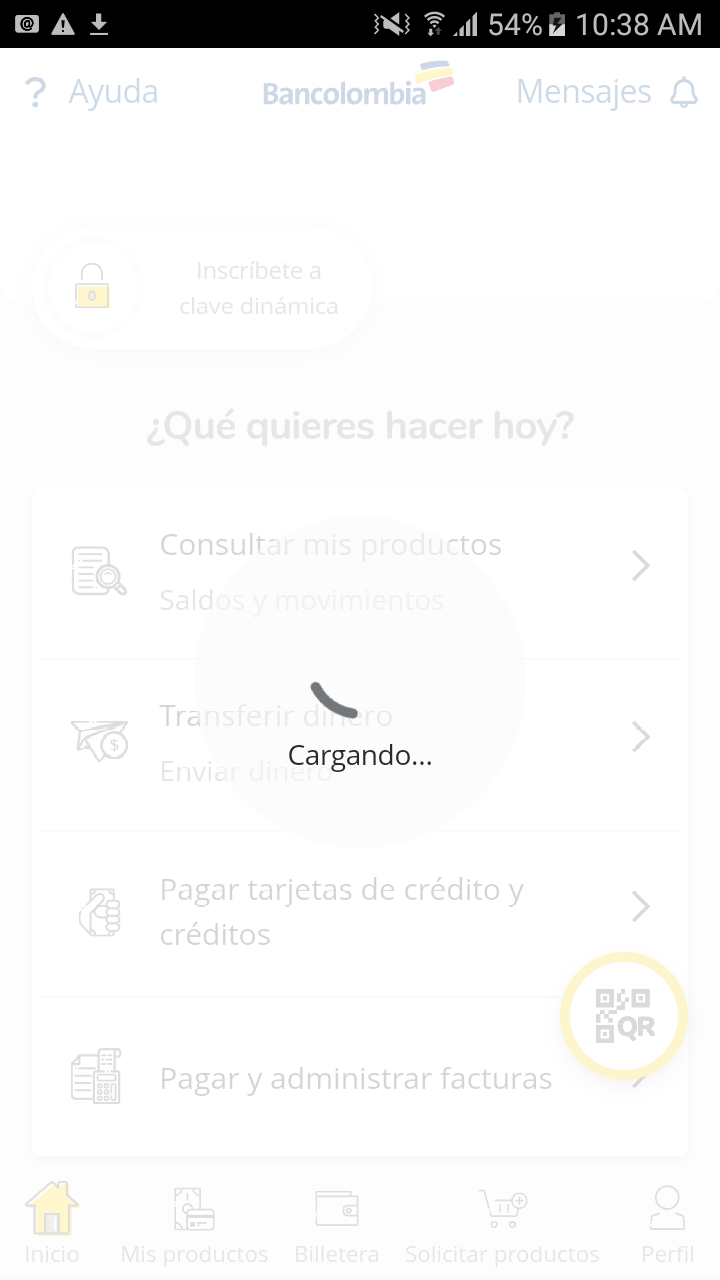 54% 10:38 AM
? Ayuda
Bancolombia
Mensajes
Inscríbete a
clave dinámica
¿Qué quieres hacer hoy?
Consultar mis productos
Saldos y movimientos
Transferir dinero
Enviar dinero
Cargando...
Pagar tarjetas de crédito y
créditos
QR
Pagar y administrar facturas
Inicio
Mis productos
Billetera
Solicitar productos
Perfil